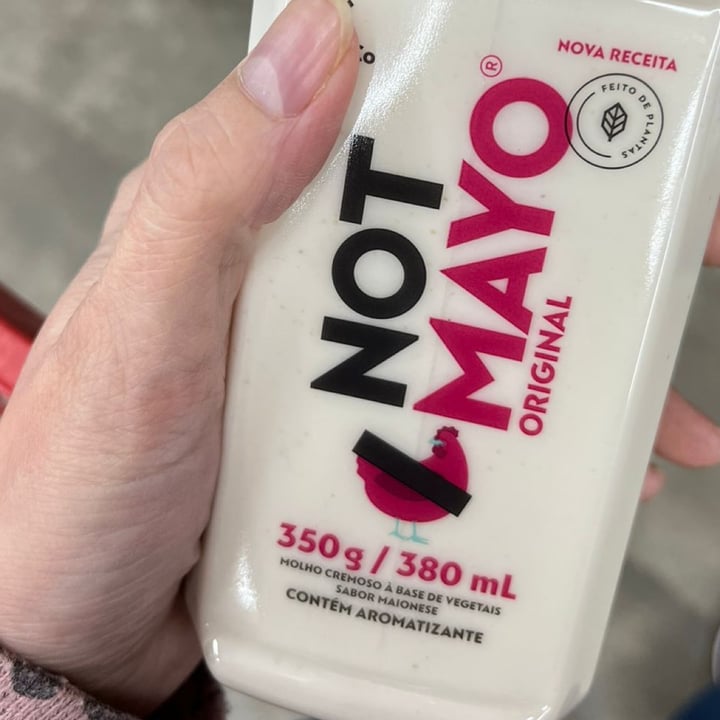 NOVA RECEITA
FEITO DE PLANTAS
NOT
MAYO®
ORIGINAL
350 g / 380 mL
MOLHO CREMOSO À BASE DE VEGETAIS
SABOR MAIONESE
CONTÉM AROMATIZANTE